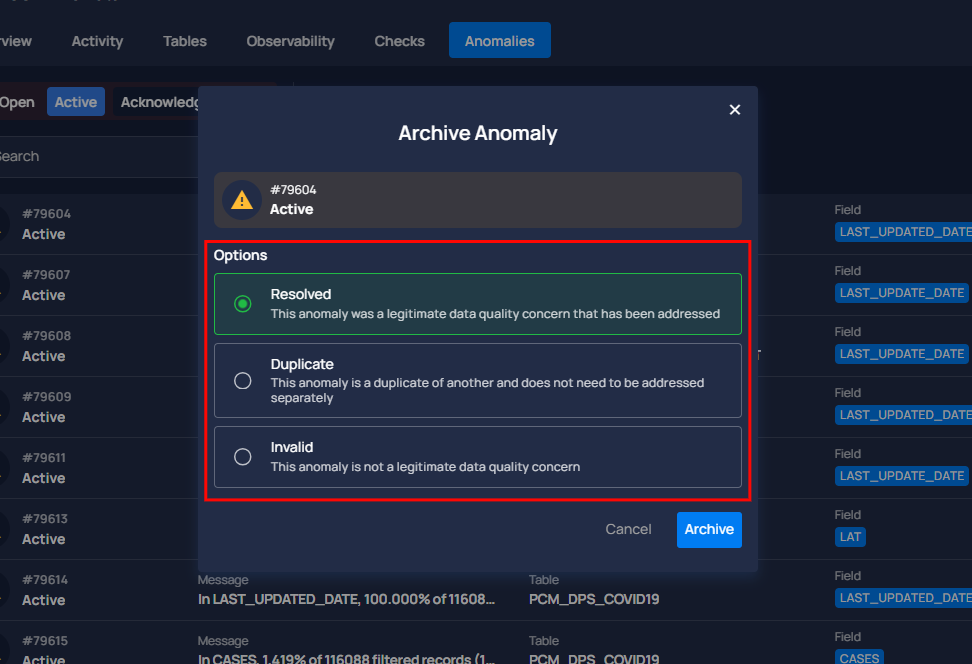 rview Activity Tables Observability Checks Anomalies
Open Active Acknowledg
Search
Archive Anomaly
#79604
Active
Options
Resolved
This anomaly was a legitimate data quality concern that has been addressed
Duplicate
This anomaly is a duplicate of another and does not need to be addressed
separately
Invalid
This anomaly is not a legitimate data quality concern
Cancel Archive
#79604 Field
Active LAST_UPDATED_DATE
#79607 Field
Active LAST_UPDATE_DATE
#79608 Field
Active LAST_UPDATE_DATE
#79609 Field
Active LAST_UPDATED_DATE
#79611 Field
Active LAST_UPDATE_DATE
#79613 Field
Active LAT
#79614 Message Table Field
Active In LAST_UPDATED_DATE, 100.000% of 11608... PCM_DPS_COVID19 LAST_UPDATED_DATE
#79615 Message Table Field
Active In CASES, 1.419% of 116088 filtered records (1... PCM_DPS_COVID19 CASES